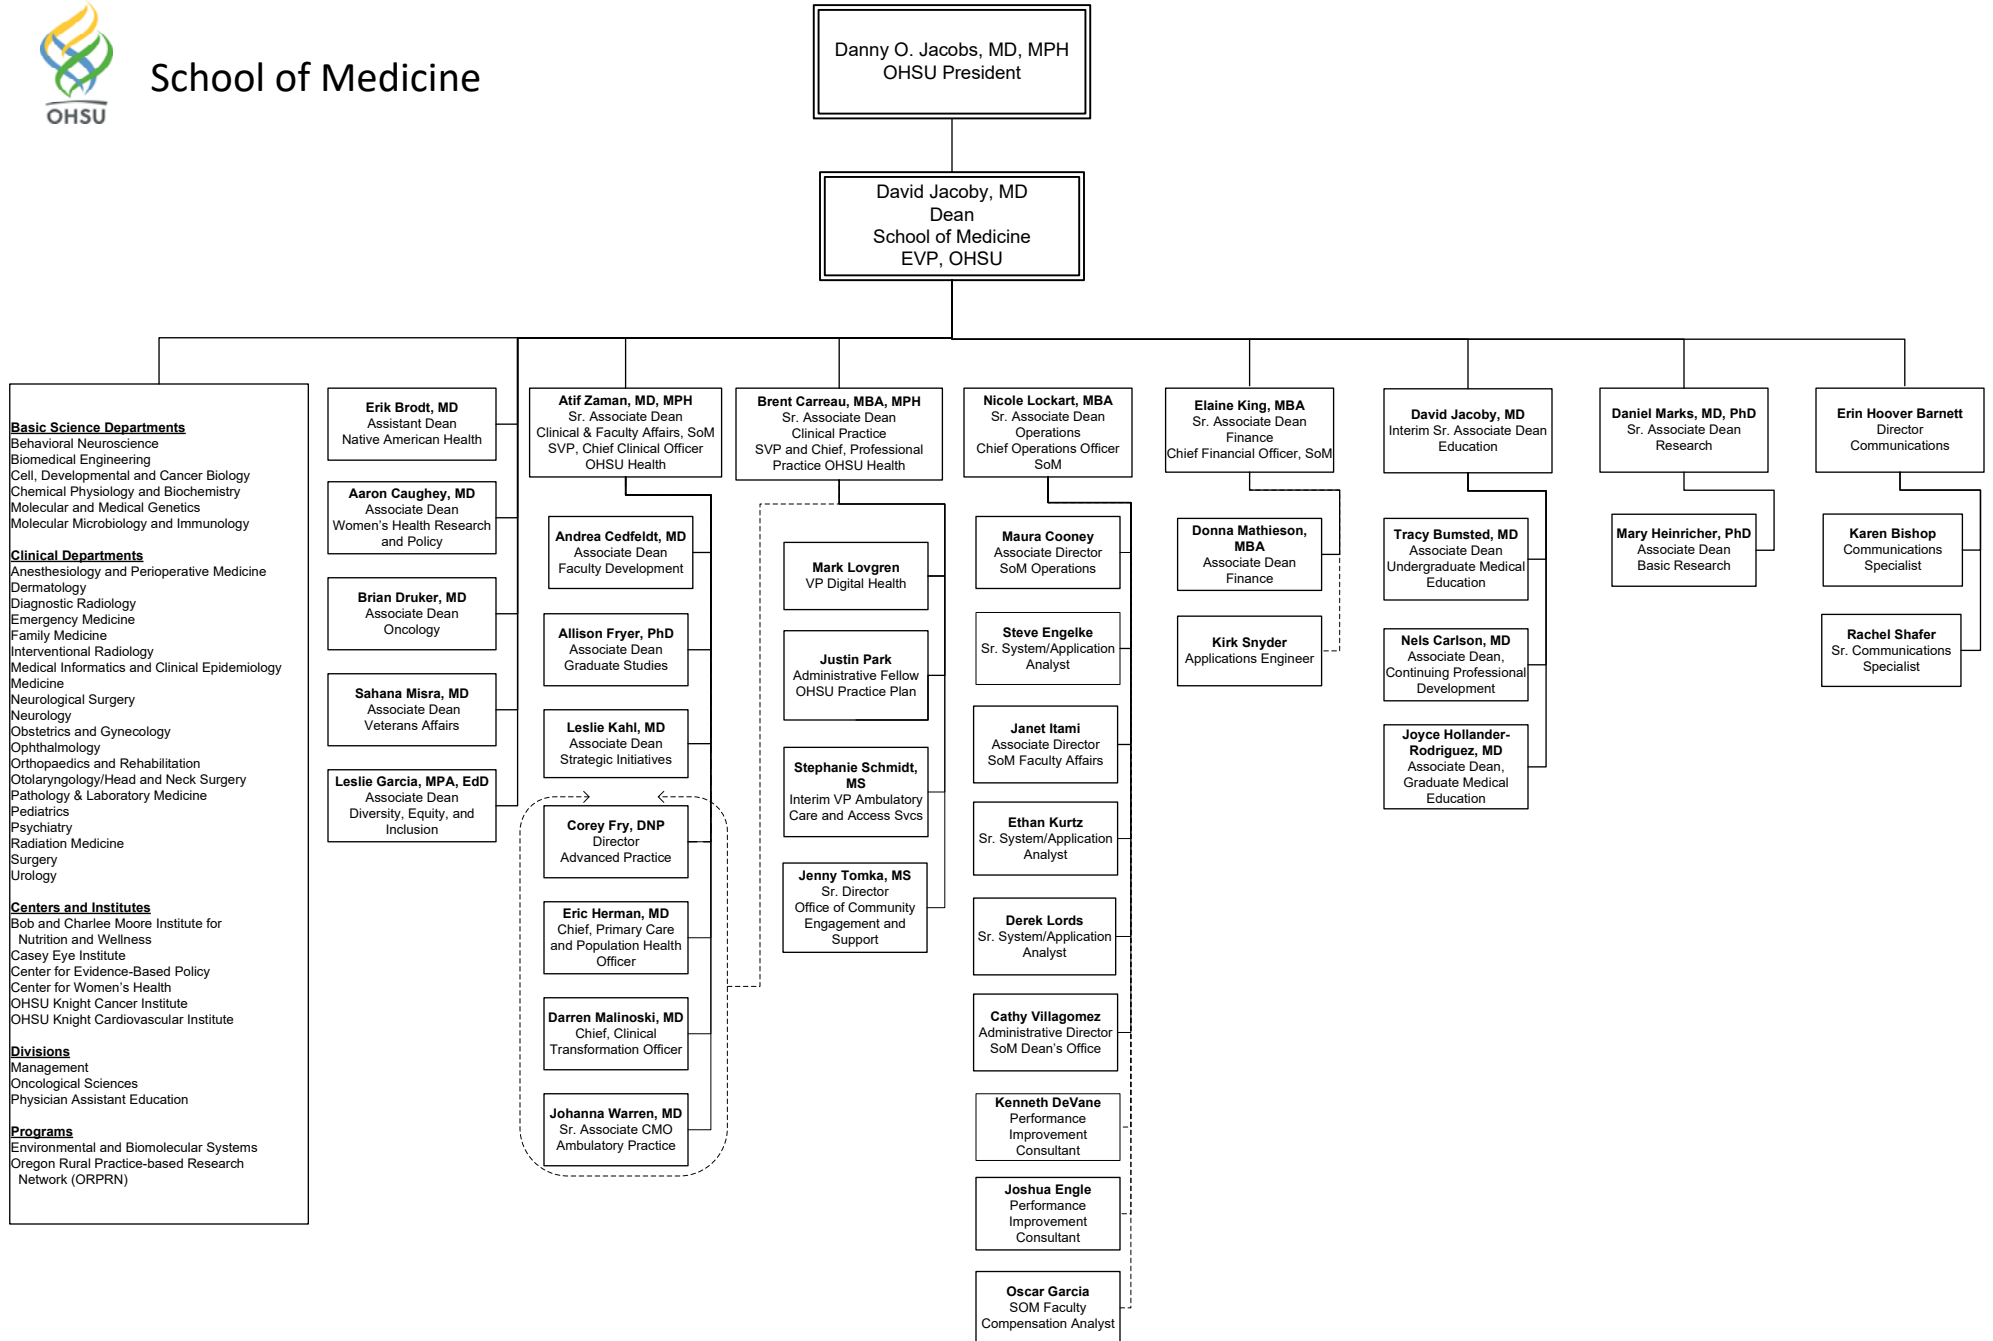 OHSU
School of Medicine
Danny O. Jacobs, MD, MPH
OHSU President
David Jacoby, MD
Dean
School of Medicine
EVP, OHSU
Basic Science Departments
Behavioral Neuroscience
Biomedical Engineering
Cell, Developmental and Cancer Biology
Chemical Physiology and Biochemistry
Molecular and Medical Genetics
Molecular Microbiology and Immunology
Clinical Departments
Anesthesiology and Perioperative Medicine
Dermatology
Diagnostic Radiology
Emergency Medicine
Family Medicine
Interventional Radiology
Medical Informatics and Clinical Epidemiology
Medicine
Neurological Surgery
Neurology
Obstetrics and Gynecology
Ophthalmology
Orthopaedics and Rehabilitation
Otolaryngology/Head and Neck Surgery
Pathology & Laboratory Medicine
Pediatrics
Psychiatry
Radiation Medicine
Surgery
Urology
Centers and Institutes
Bob and Charlee Moore Institute for
Nutrition and Wellness
Casey Eye Institute
Center for Evidence-Based Policy
Center for Women's Health
OHSU Knight Cancer Institute
OHSU Knight Cardiovascular Institute
Divisions
Management
Oncological Sciences
Physician Assistant Education
Programs
Environmental and Biomolecular Systems
Oregon Rural Practice-based Research
Network (ORPRN)
Erik Brodt, MD
Assistant Dean
Native American Health
Aaron Caughey, MD
Associate Dean
Women's Health Research
and Policy
Brian Druker, MD
Associate Dean
Oncology
Sahana Misra, MD
Associate Dean
Veterans Affairs
Leslie Garcia, MPA, EdD
Associate Dean
Diversity, Equity, and
Inclusion
Atif Zaman, MD, MPH
Sr. Associate Dean
Clinical & Faculty Affairs, SoM
SVP, Chief Clinical Officer
OHSU Health
Andrea Cedfeldt, MD
Associate Dean
Faculty Development
Allison Fryer, PhD
Associate Dean
Graduate Studies
Leslie Kahl, MD
Associate Dean
Strategic Initiatives
Corey Fry, DNP
Director
Advanced Practice
Eric Herman, MD
Chief, Primary Care
and Population Health
Officer
Darren Malinoski, MD
Chief, Clinical
Transformation Officer
Johanna Warren, MD
Sr. Associate CMO
Ambulatory Practice
Brent Carreau, MBA, MPH
Sr. Associate Dean
Clinical Practice
SVP and Chief, Professional
Practice OHSU Health
Mark Lovgren
VP Digital Health
Justin Park
Administrative Fellow
OHSU Practice Plan
Stephanie Schmidt,
MS
Interim VP Ambulatory
Care and Access Svcs
Jenny Tomka, MS
Sr. Director
Office of Community
Engagement and
Support
Nicole Lockart, MBA
Sr. Associate Dean
Operations
Chief Operations Officer
SoM
Maura Cooney
Associate Director
SoM Operations
Steve Engelke
Sr. System/Application
Analyst
Janet Itami
Associate Director
SoM Faculty Affairs
Ethan Kurtz
Sr. System/Application
Analyst
Derek Lords
Sr. System/Application
Analyst
Cathy Villagomez
Administrative Director
SoM Dean's Office
Kenneth DeVane
Performance
Improvement
Consultant
Joshua Engle
Performance
Improvement
Consultant
Oscar Garcia
SOM Faculty
Compensation Analyst
Elaine King, MBA
Sr. Associate Dean
Finance
Chief Financial Officer, SoM
Donna Mathieson,
MBA
Associate Dean
Finance
Kirk Snyder
Applications Engineer
David Jacoby, MD
Interim Sr. Associate Dean
Education
Tracy Bumsted, MD
Associate Dean
Undergraduate Medical
Education
Nels Carlson, MD
Associate Dean,
Continuing Professional
Development
Joyce Hollander-
Rodriguez, MD
Associate Dean,
Graduate Medical
Education
Daniel Marks, MD, PhD
Sr. Associate Dean
Research
Mary Heinricher, PhD
Associate Dean
Basic Research
Erin Hoover Barnett
Director
Communications
Karen Bishop
Communications
Specialist
Rachel Shafer
Sr. Communications
Specialist